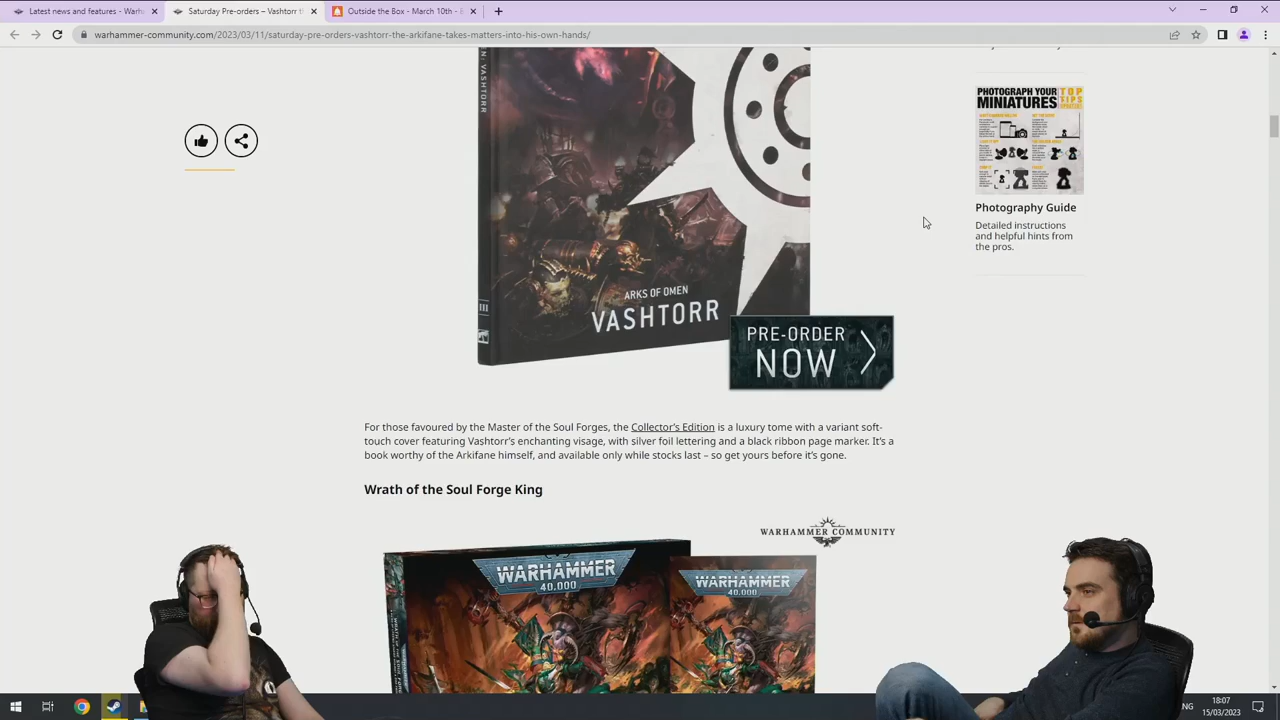 Latest news and features - Warha
Saturday Pre-orders – Vashtorr t
Outside the Box - March 10th - B
warhammer-community.com/2023/03/11/saturday-pre-orders-vashtorr-the-arkifane-takes-matters-into-his-own-hands/
VASHTORR
ARKS OF OMEN
VASHTORR
III
PRE-ORDER
NOW
PHOTOGRAPH YOUR
MINIATURES
TOP
TIPS
Photography Guide
Detailed instructions
and helpful hints from
the pros.
For those favoured by the Master of the Soul Forges, the Collector's Edition is a luxury tome with a variant soft-
touch cover featuring Vashtorr's enchanting visage, with silver foil lettering and a black ribbon page marker. It's a
book worthy of the Arkifane himself, and available only while stocks last – so get yours before it's gone.
Wrath of the Soul Forge King
WARHAMMER COMMUNITY
WARHAMMER
40,000
WARHAMMER
40,000
NG
18:07
15/03/2023